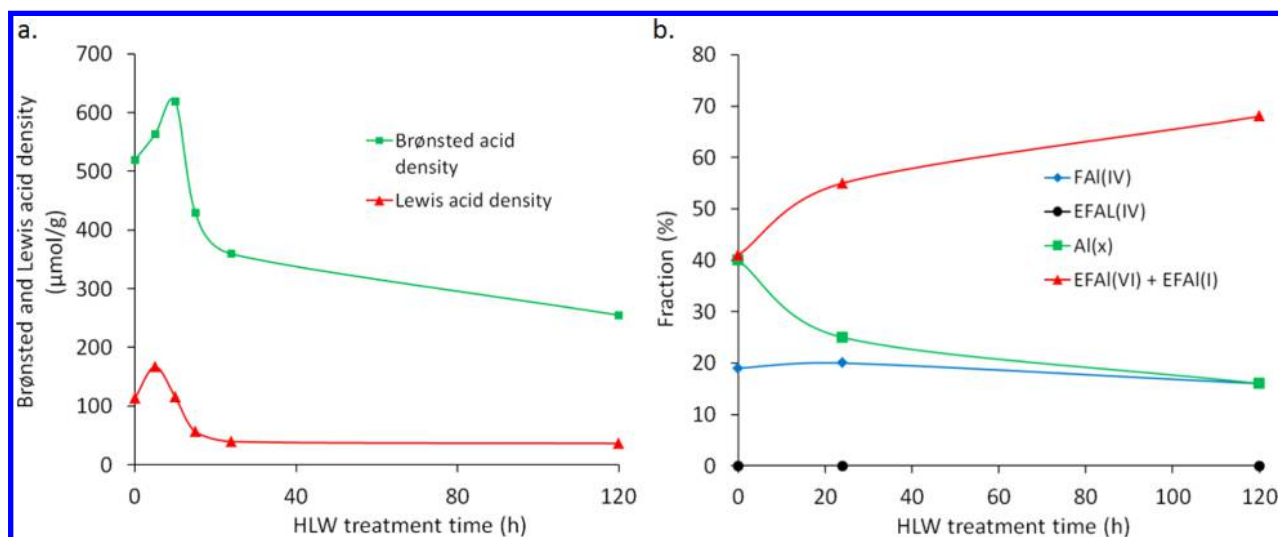 a.
Brønsted and Lewis acid density
(µmol/g)
700
600
500
400
300
200
100
0
0
40
80
120
HLW treatment time (h)
Brønsted acid
density
Lewis acid density
b.
Fraction (%)
80
70
60
50
40
30
20
10
0
0
20
40
60
80
100
120
HLW treatment time (h)
FAl(IV)
EFAL(IV)
Al(x)
EFAl(VI) + EFAl(I)